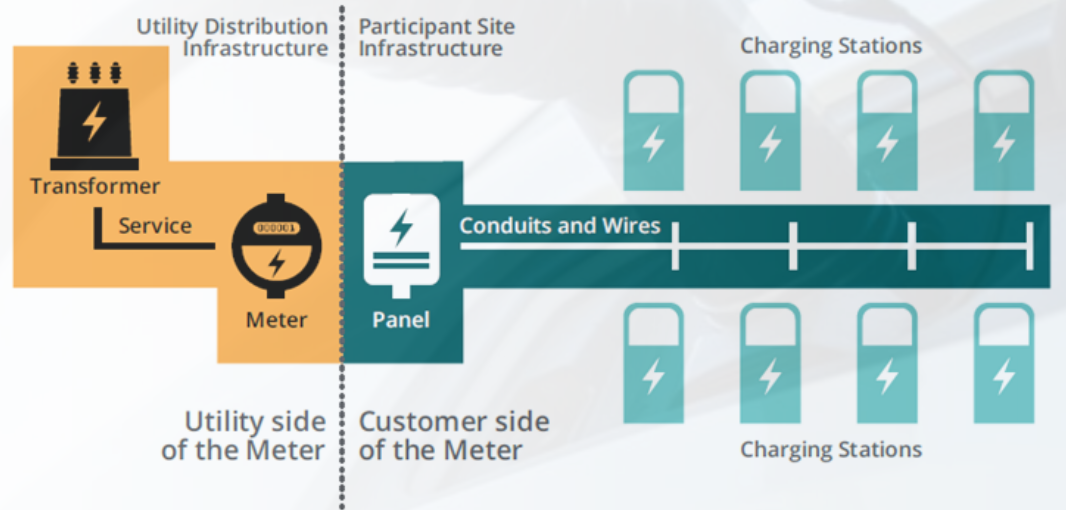 Utility Distribution
Infrastructure
Participant Site
Infrastructure
Charging Stations
Transformer
Service
000001
Meter
Panel
Conduits and Wires
Utility side
of the Meter
Customer side
of the Meter
Charging Stations